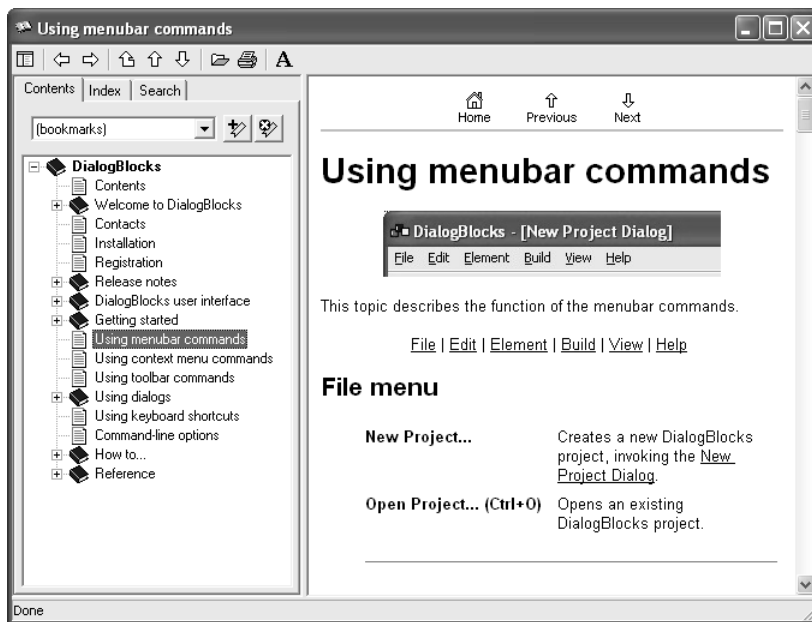 Using menubar commands
A
Contents Index Search
(bookmarks)
DialogBlocks
Contents
Welcome to DialogBlocks
Contacts
Installation
Registration
Release notes
DialogBlocks user interface
Getting started
Using menubar commands
Using context menu commands
Using toolbar commands
Using dialogs
Using keyboard shortcuts
Command-line options
How to...
Reference
Home Previous Next
Using menubar commands
DialogBlocks - [New Project Dialog]
File Edit Element Build View Help
This topic describes the function of the menubar commands.
File | Edit | Element | Build | View | Help
File menu
New Project... Creates a new DialogBlocks
project, invoking the New
Project Dialog.
Open Project... (Ctrl+O) Opens an existing
DialogBlocks project.
Done